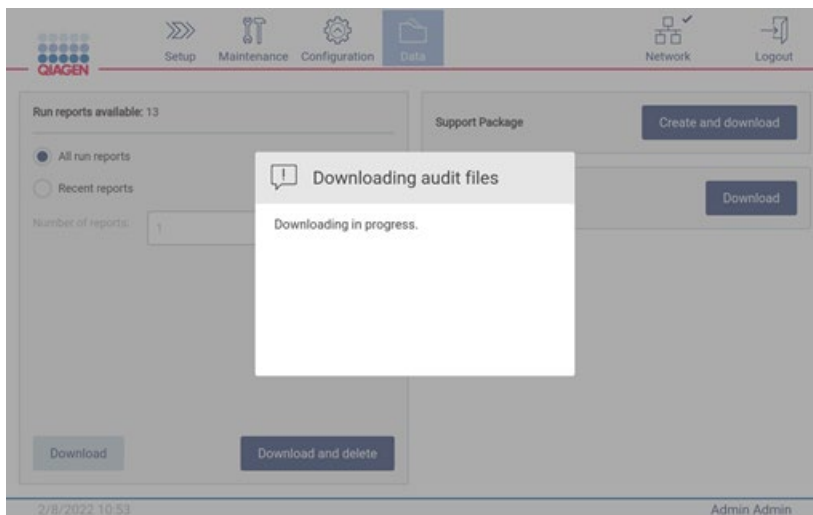 QIAGEN
Setup
Maintenance
Configuration
Data
Network
Logout
Run reports available: 13
All run reports
Recent reports
Number of reports:
1
Download
Download and delete
Support Package
Create and download
Download
Downloading audit files
Downloading in progress.
2/8/2022 10:53
Admin Admin